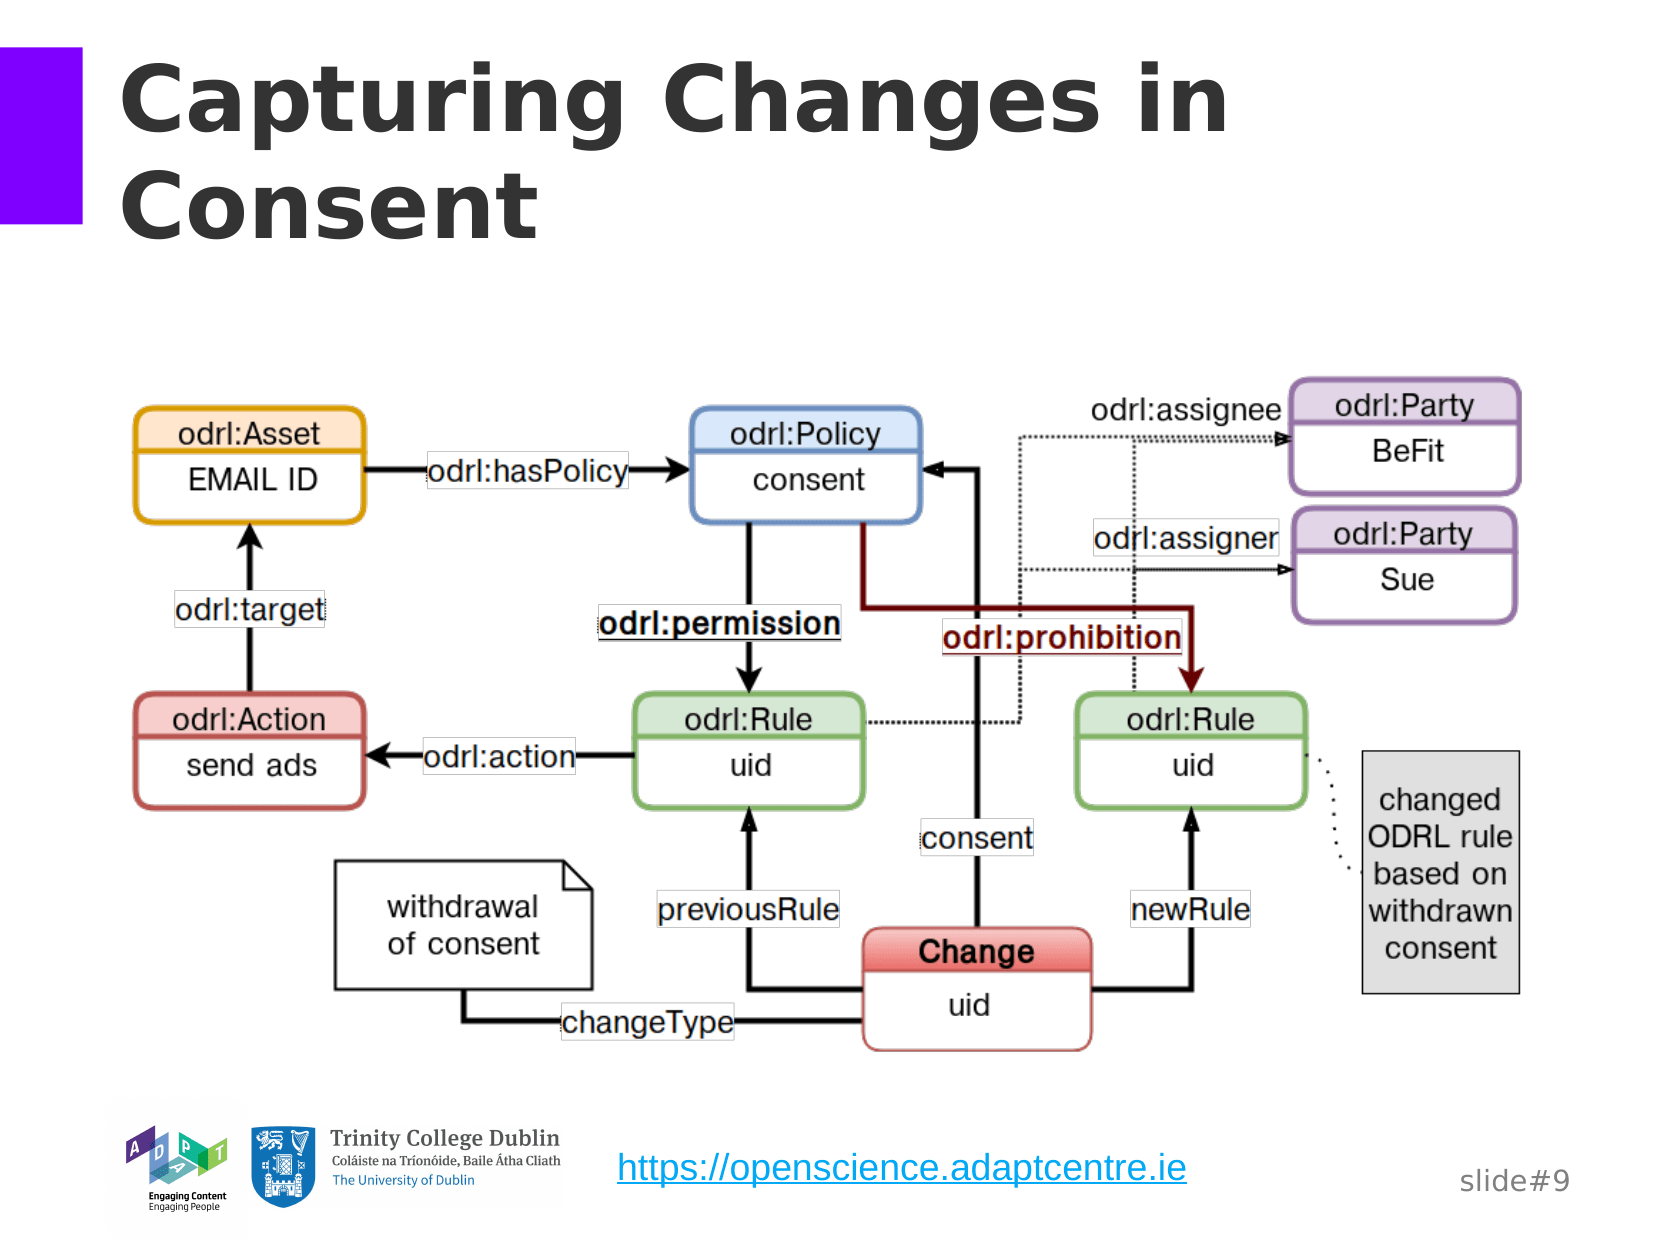 Capturing Changes in
Consent
odrl:Asset
EMAIL ID
odrl:hasPolicy
odrl:Policy
consent
odrl:assignee
odrl:Party
BeFit
odrl:assigner
odrl:Party
Sue
odrl:target
odrl:permission
odrl:prohibition
odrl:Action
send ads
odrl:action
odrl:Rule
uid
odrl:Rule
uid
changed
ODRL rule
based on
withdrawn
consent
consent
withdrawal
of consent
previousRule
newRule
Change
uid
changeType
ADAPT
Engaging Content
Engaging People
Trinity College Dublin
Coláiste na Tríonóide, Baile Átha Cliath
The University of Dublin
https://openscience.adaptcentre.ie
slide#9